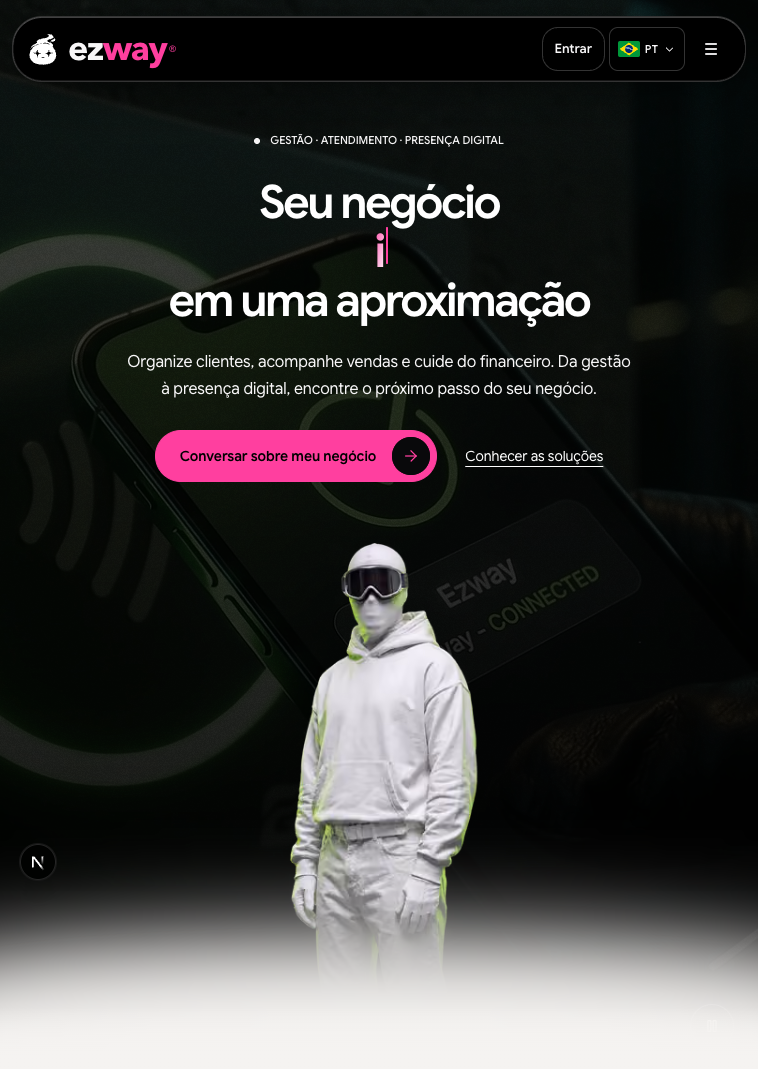 ezway®
Entrar
PT
GESTÃO · ATENDIMENTO · PRESENÇA DIGITAL
Seu negócio
i
em uma aproximação
Organize clientes, acompanhe vendas e cuide do financeiro. Da gestão
à presença digital, encontre o próximo passo do seu negócio.
Conversar sobre meu negócio
Conhecer as soluções
Ezway
way - CONNECTED
N